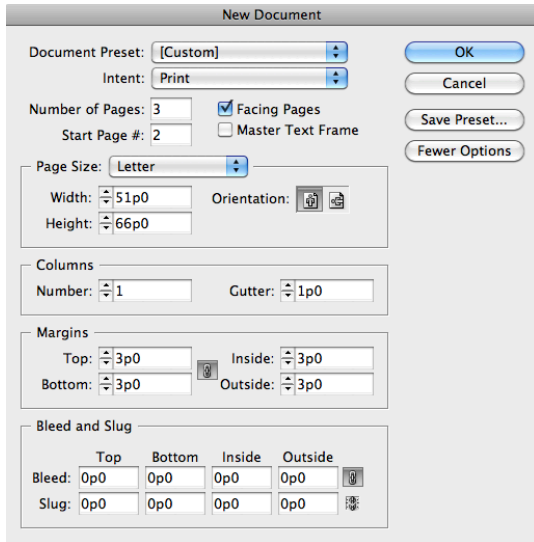 New Document
Document Preset: [Custom]
OK
Intent: Print
Cancel
Number of Pages: 3
Facing Pages
Save Preset...
Start Page #: 2
Master Text Frame
Fewer Options
Page Size: Letter
Width: 51p0
Orientation:
Height: 66p0
Columns
Number: 1
Gutter: 1p0
Margins
Top: 3p0
Inside: 3p0
Bottom: 3p0
Outside: 3p0
Bleed and Slug
Top Bottom Inside Outside
Bleed: 0p0 0p0 0p0 0p0
Slug: 0p0 0p0 0p0 0p0